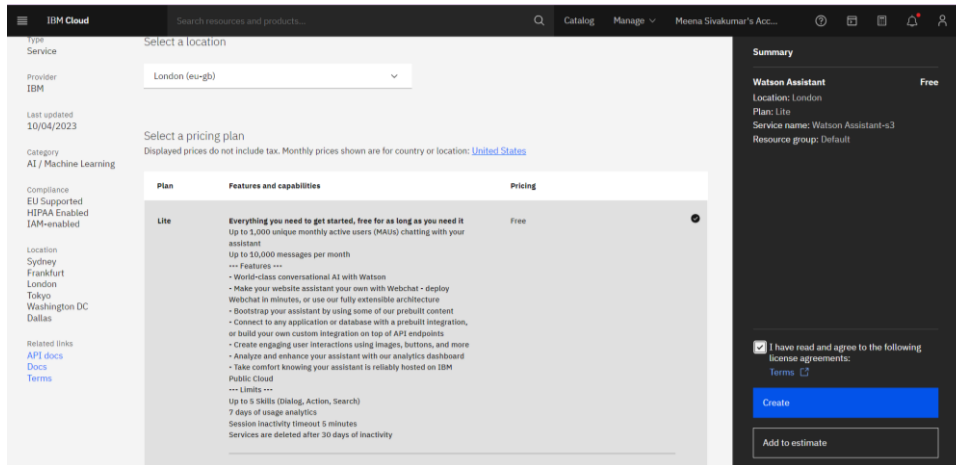 IBM Cloud
Search resources and products...
Catalog
Manage
Meena Sivakumar's Acc...
Type
Service
Provider
IBM
Last updated
10/04/2023
Category
AI / Machine Learning
Compliance
EU Supported
HIPAA Enabled
IAM-enabled
Location
Sydney
Frankfurt
London
Tokyo
Washington DC
Dallas
Related links
API docs
Docs
Terms
Select a location
London (eu-gb)
Select a pricing plan
Displayed prices do not include tax. Monthly prices shown are for country or location: United States
Plan Features and capabilities Pricing
Lite
Everything you need to get started, free for as long as you need it
Free
Up to 1,000 unique monthly active users (MAUs) chatting with your
assistant
Up to 10,000 messages per month
--- Features ---
- World-class conversational AI with Watson
- Make your website assistant your own with Webchat - deploy
Webchat in minutes, or use our fully extensible architecture
- Bootstrap your assistant by using some of our prebuilt content
- Connect to any application or database with a prebuilt integration,
or build your own custom integration on top of API endpoints
- Create engaging user interactions using images, buttons, and more
- Analyze and enhance your assistant with our analytics dashboard
- Take comfort knowing your assistant is reliably hosted on IBM
Public Cloud
--- Limits ---
Up to 5 Skills (Dialog, Action, Search)
7 days of usage analytics
Session inactivity timeout 5 minutes
Services are deleted after 30 days of inactivity
Summary
Watson Assistant Free
Location: London
Plan: Lite
Service name: Watson Assistant-s3
Resource group: Default
I have read and agree to the following
license agreements:
Terms
Create
Add to estimate